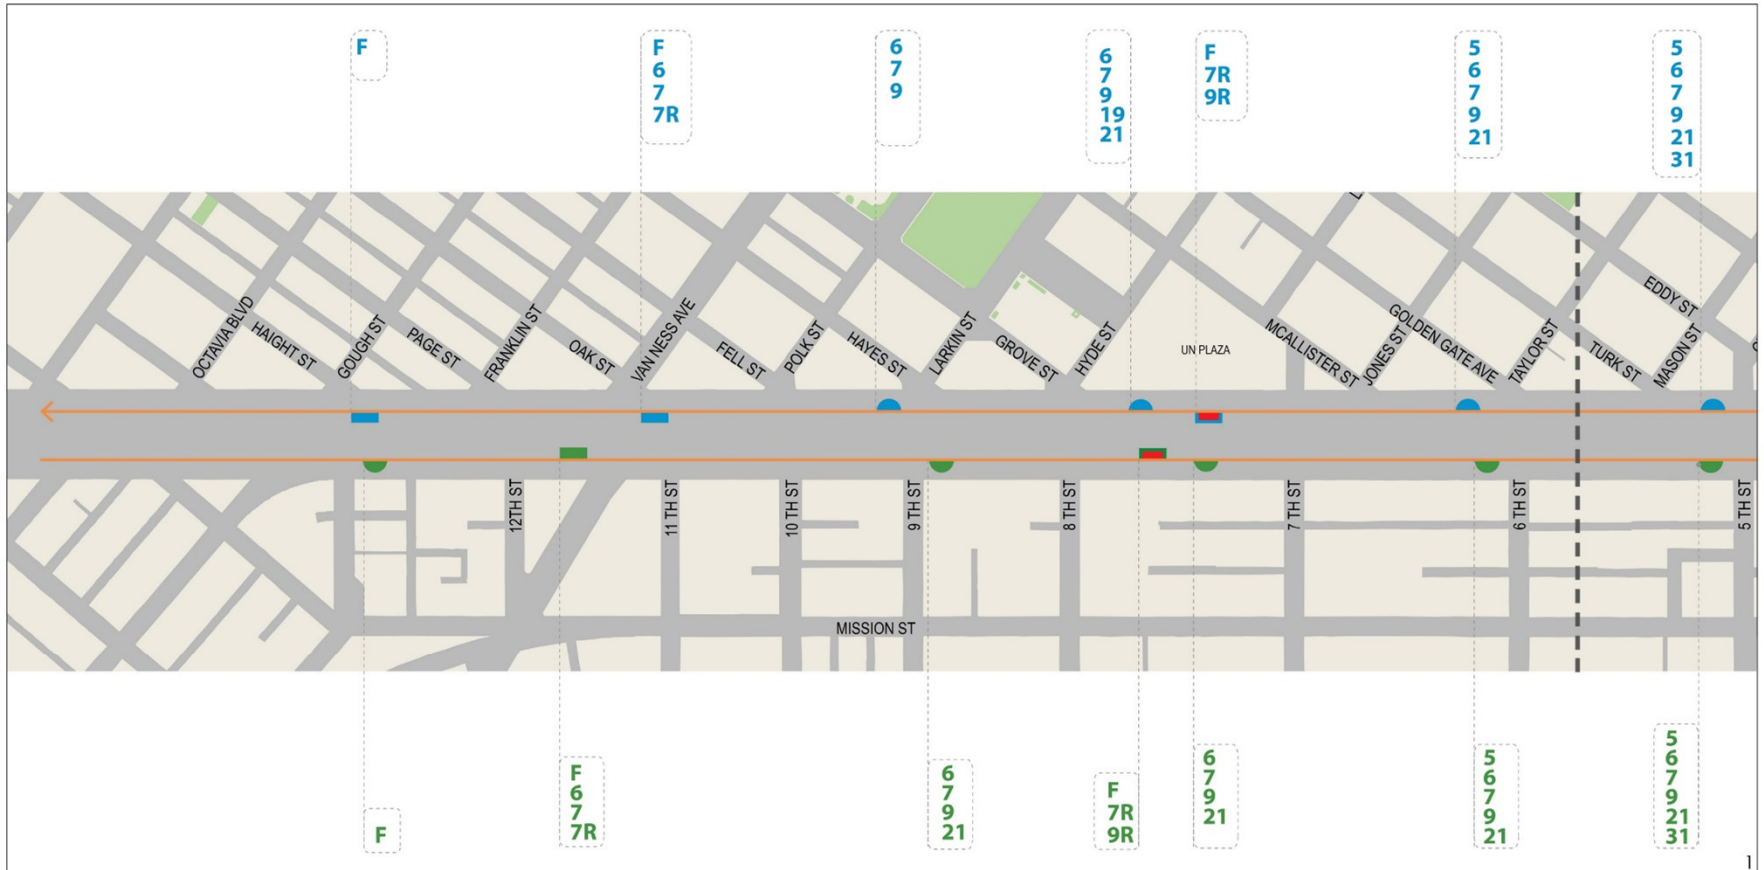 F
F
6
7
7R
6
7
9
6
7
9
19
21
F
7R
9R
5
6
7
9
21
5
6
7
9
21
31
OCTAVIA BLVD
HAIGHT ST
GOUGH ST
PAGE ST
FRANKLIN ST
OAK ST
VAN NESS AVE
FELL ST
POLK ST
HAYES ST
LARKIN ST
GROVE ST
HYDE ST
UN PLAZA
MCALLISTER ST
JONES ST
GOLDEN GATE AVE
TAYLOR ST
TURK ST
EDDY ST
MASON ST
12TH ST
11 TH ST
10 TH ST
9 TH ST
8 TH ST
7 TH ST
6 TH ST
5 TH ST
MISSION ST
F
F
6
7
7R
6
7
9
21
F
7R
9R
6
7
9
21
5
6
7
9
21
5
6
7
9
21
31
1